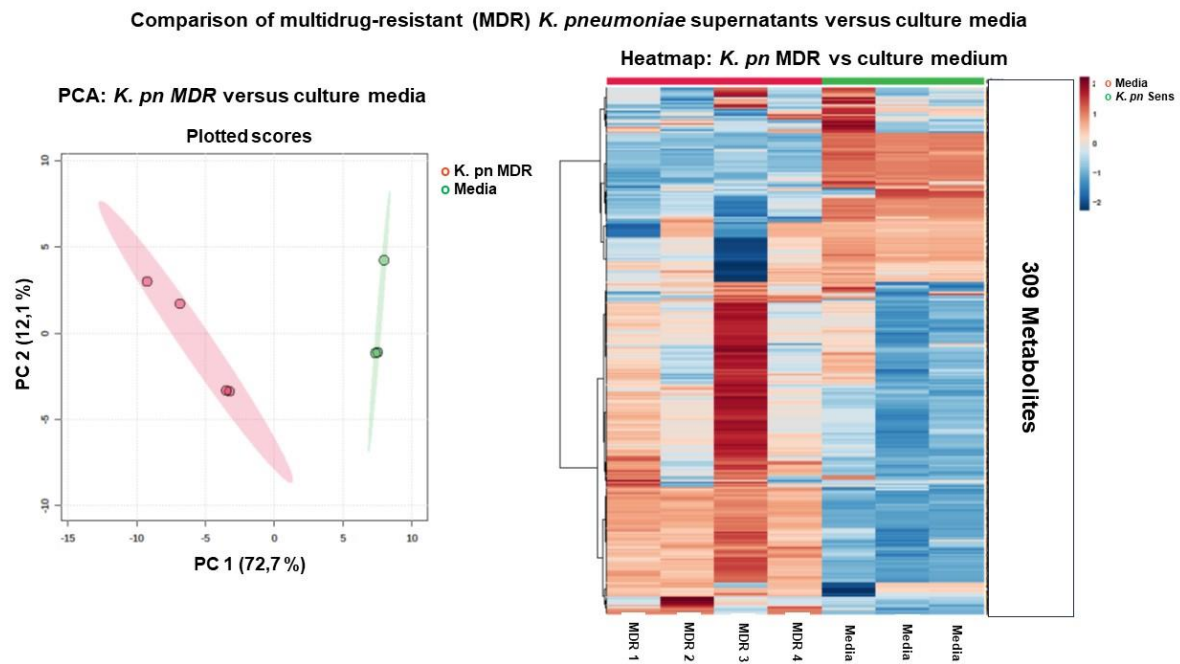 Comparison of multidrug-resistant (MDR) K. pneumoniae supernatants versus culture media
PCA: K. pn MDR versus culture media
Plotted scores
K. pn MDR
Media
PC 2 (12,1 %)
10
5
0
-5
-10
-15
-10
-5
0
5
10
PC 1 (72,7 %)
Heatmap: K. pn MDR vs culture medium
Media
K. pn Sens
1
0
-1
-2
309 Metabolites
MDR 1
MDR 2
MDR 3
MDR 4
Media
Media
Media